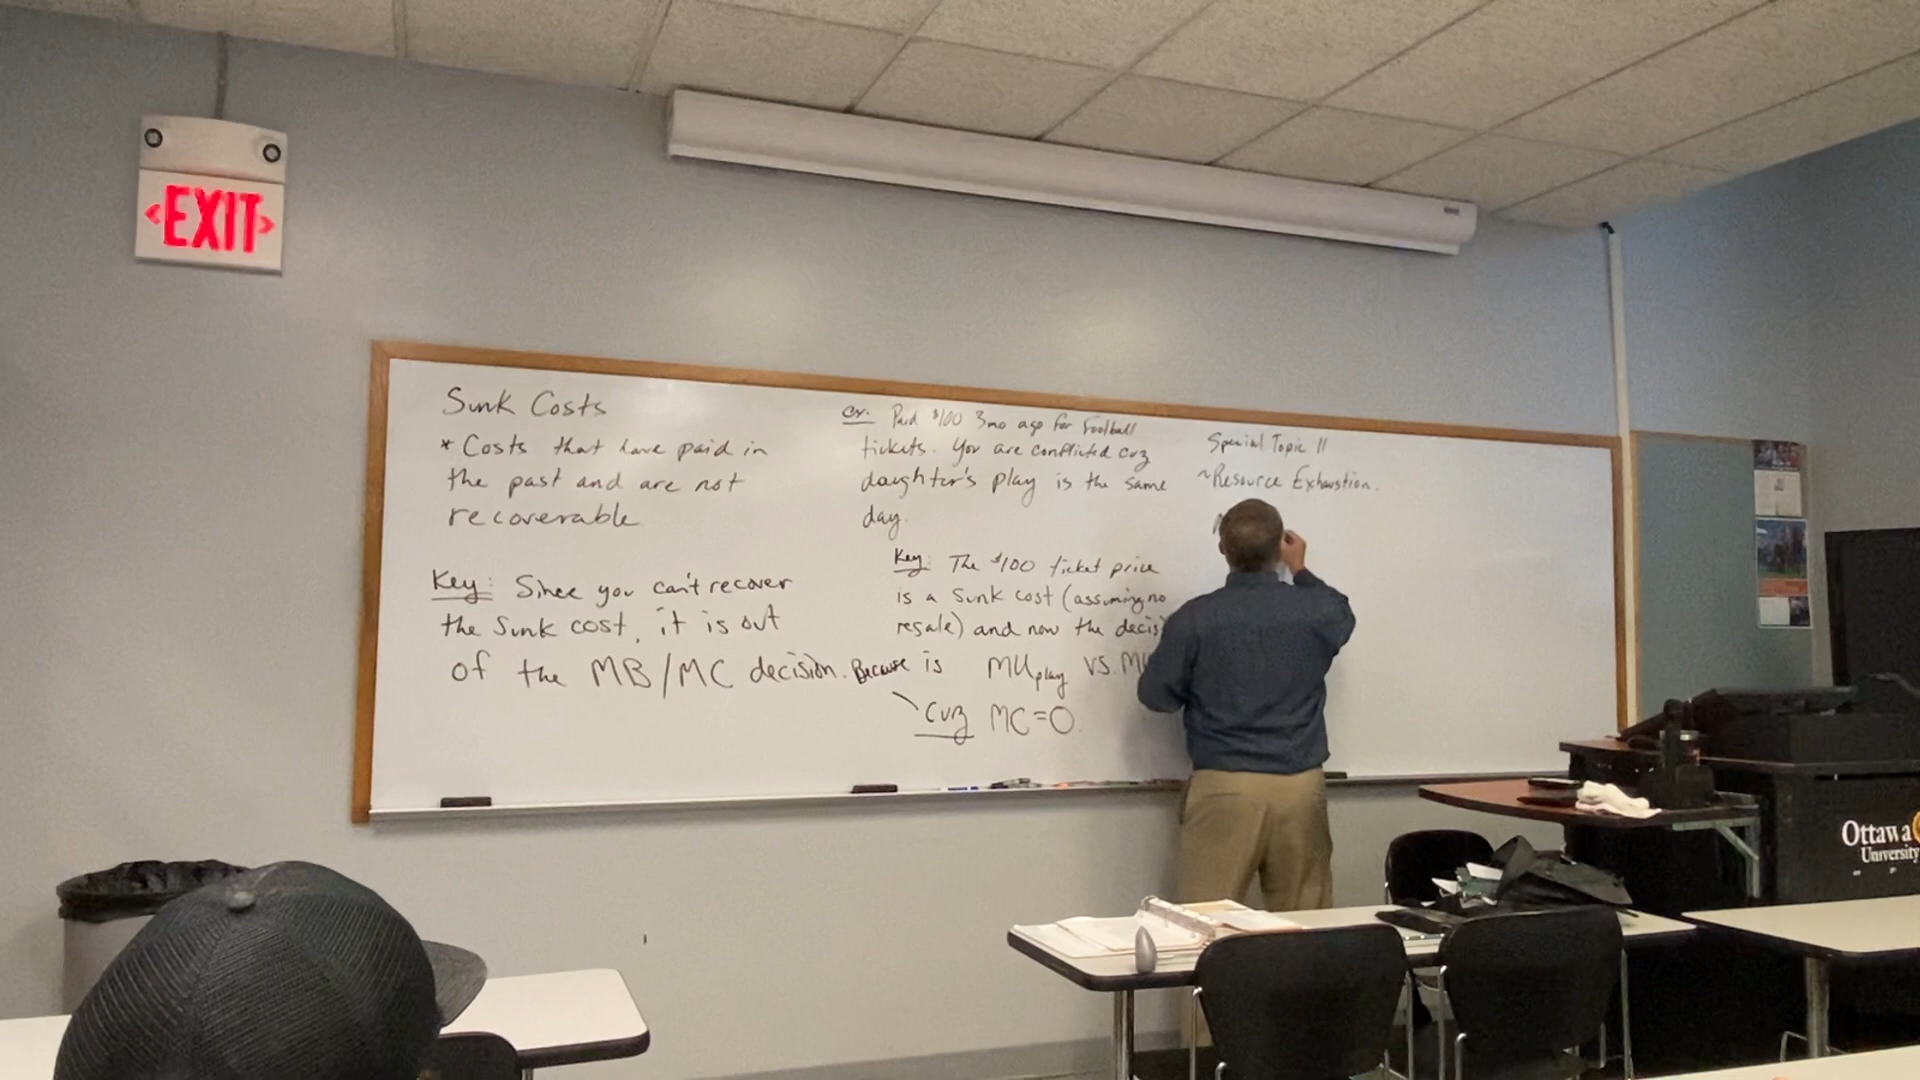 EXIT
Sunk Costs
* Costs that have paid in
the past and are not
recoverable
Key: Since you can't recover
the Sunk cost, it is out
of the MB/MC decision. Because
ex. Paid $100 3mo ago for Football
tickets. You are conflicted cuz
daughter's play is the same
day.
Key: The $100 ticket price
is a sunk cost (assuming no
resale) and now the decisi
is MUplay vs. MU
cuz MC=0.
Special Topic II
~Resource Exhaustion.
Ottawa
University